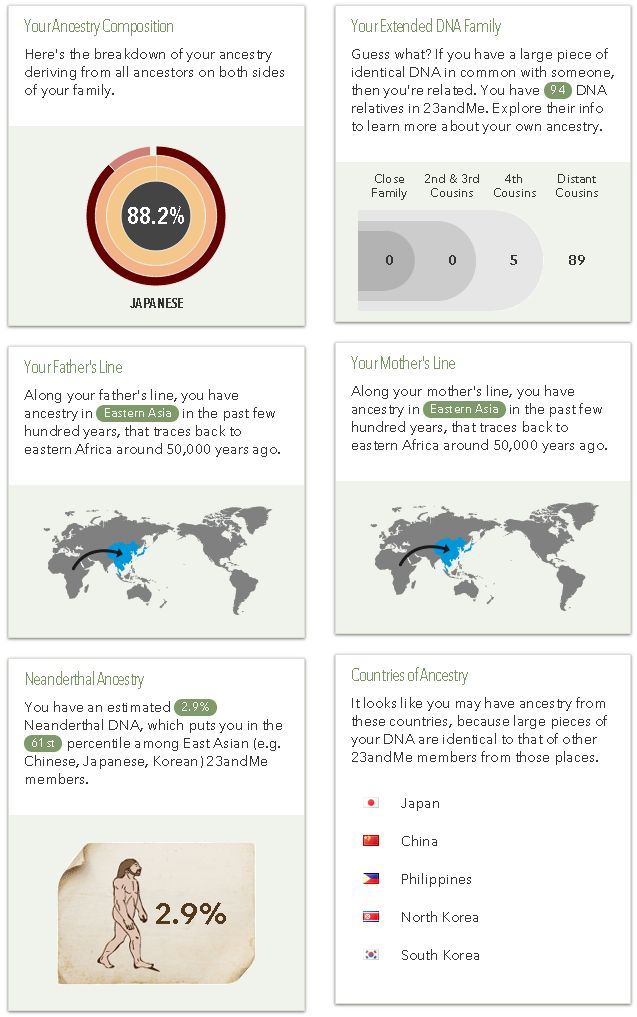 Your Ancestry Composition
Here's the breakdown of your ancestry
deriving from all ancestors on both sides
of your family.
88.2%
JAPANESE
Your Extended DNA Family
Guess what? If you have a large piece of
identical DNA in common with someone,
then you're related. You have 94 DNA
relatives in 23andMe. Explore their info
to learn more about your own ancestry.
Close
Family
2nd & 3rd
Cousins
4th
Cousins
Distant
Cousins
0
0
5
89
Your Father's Line
Along your father's line, you have
ancestry in Eastern Asia in the past few
hundred years, that traces back to
eastern Africa around 50,000 years ago.
Your Mother's Line
Along your mother's line, you have
ancestry in Eastern Asia in the past few
hundred years, that traces back to
eastern Africa around 50,000 years ago.
Neanderthal Ancestry
You have an estimated 2.9%
Neanderthal DNA, which puts you in the
61st percentile among East Asian (e.g.
Chinese, Japanese, Korean) 23andMe
members.
2.9%
Countries of Ancestry
It looks like you may have ancestry from
these countries, because large pieces of
your DNA are identical to that of other
23andMe members from those places.
Japan
China
Philippines
North Korea
South Korea